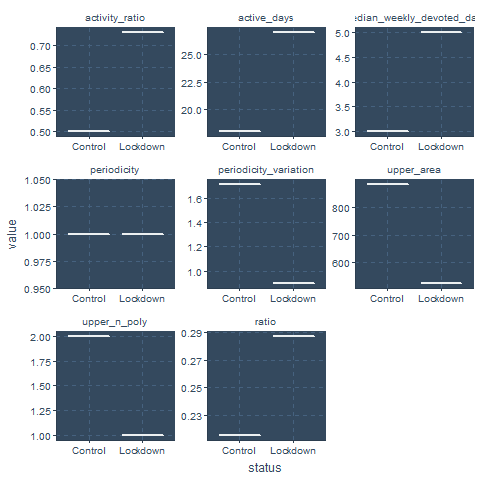 activity_ratio
active_days
edian_weekly_devoted_da
0.70
0.65
0.60
0.55
0.50
25.0
22.5
20.0
5.0
4.5
4.0
3.5
3.0
Control Lockdown
Control Lockdown
Control Lockdown
periodicity
periodicity_variation
upper_area
1.050
1.025
1.000
0.975
0.950
1.6
1.4
1.2
1.0
800
700
600
Control Lockdown
Control Lockdown
Control Lockdown
value
upper_n_poly
ratio
2.00
1.75
1.50
1.25
1.00
0.29
0.27
0.25
0.23
Control Lockdown
Control Lockdown
status